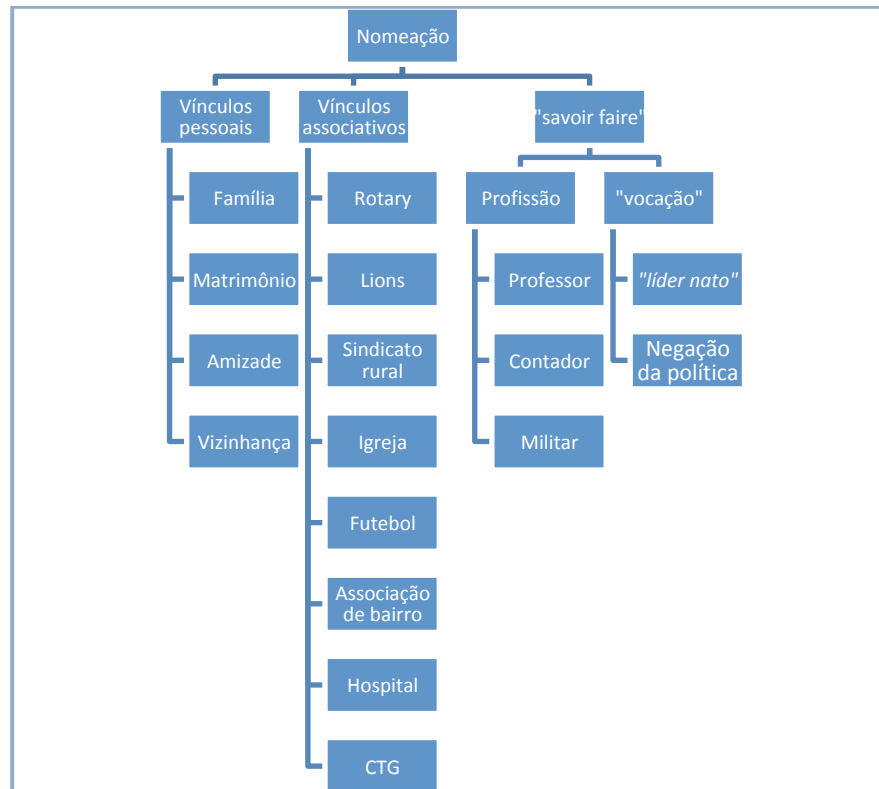 Nomeação
Vínculos
pessoais
Vínculos
associativos
"savoir faire"
Família
Rotary
Profissão
"vocação"
Matrimônio
Lions
Professor
"líder nato"
Amizade
Sindicato
rural
Contador
Negação
da política
Vizinhança
Igreja
Militar
Futebol
Associação
de bairro
Hospital
CTG